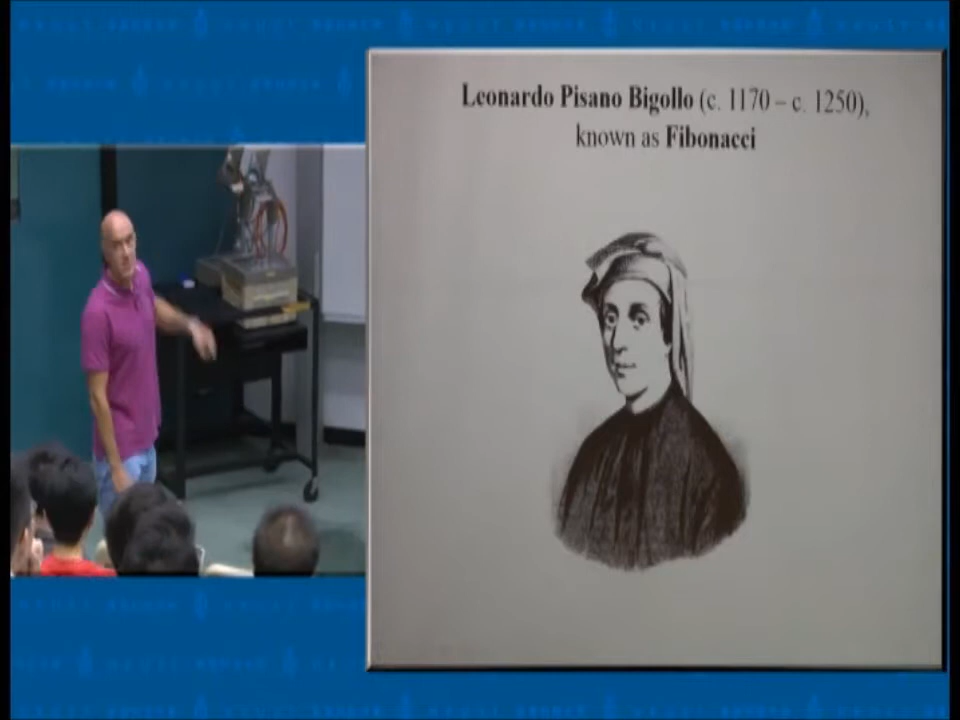 Leonardo Pisano Bigollo (c. 1170 – c. 1250),
known as Fibonacci